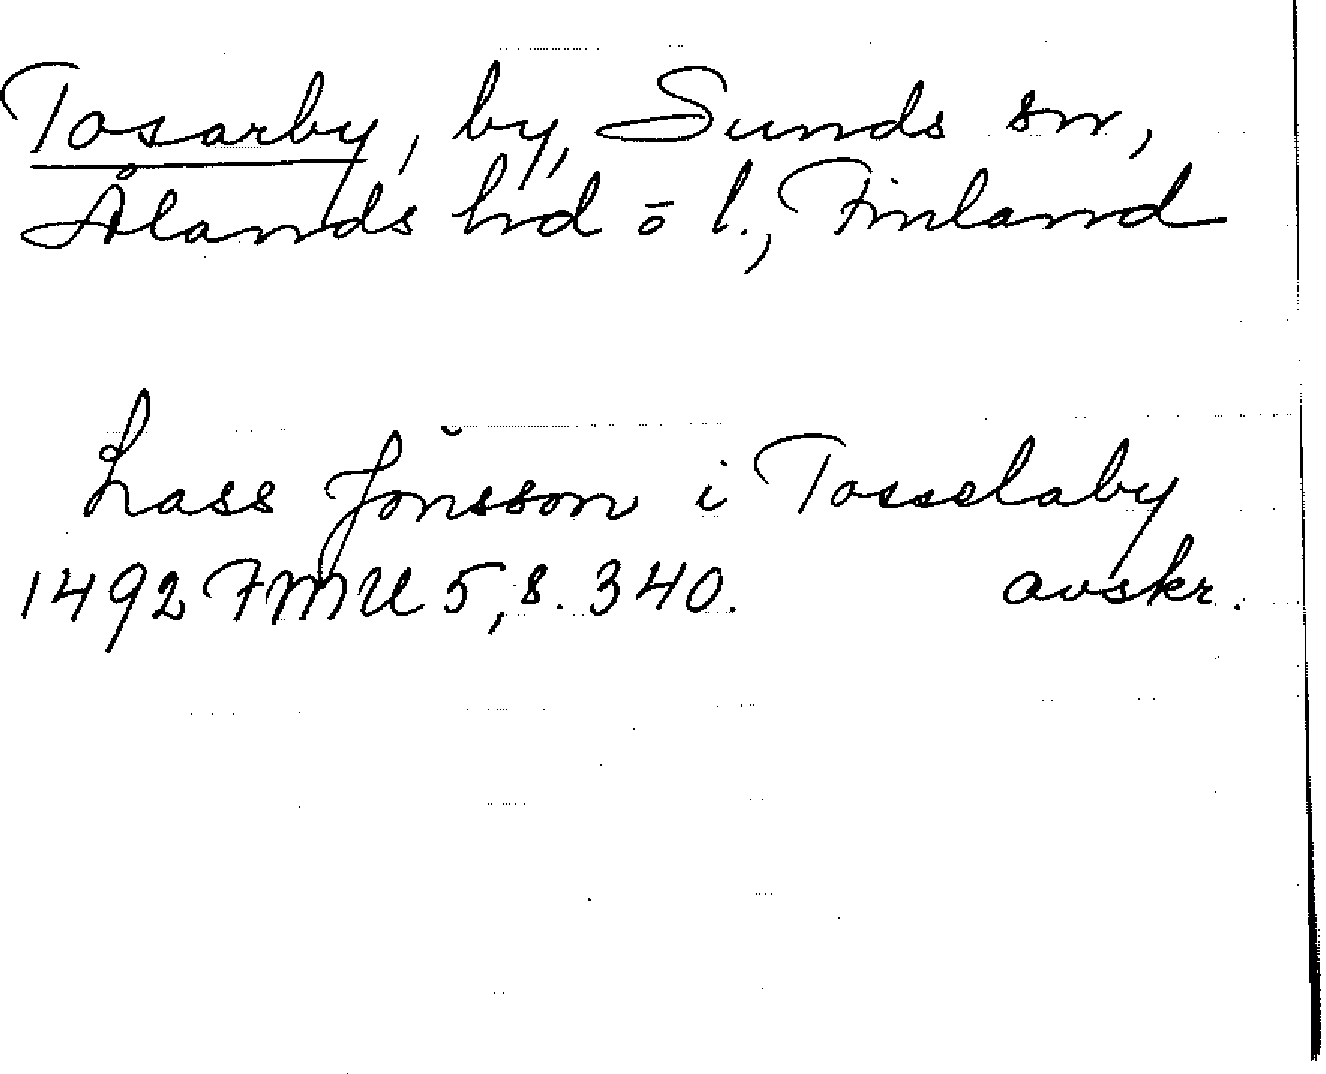 Tosarby, by, Sunds sn,
Ålands hd o l., Finland
Lass Jönsson i Tosselaby
1492 FMU 5, s. 340. avskr.